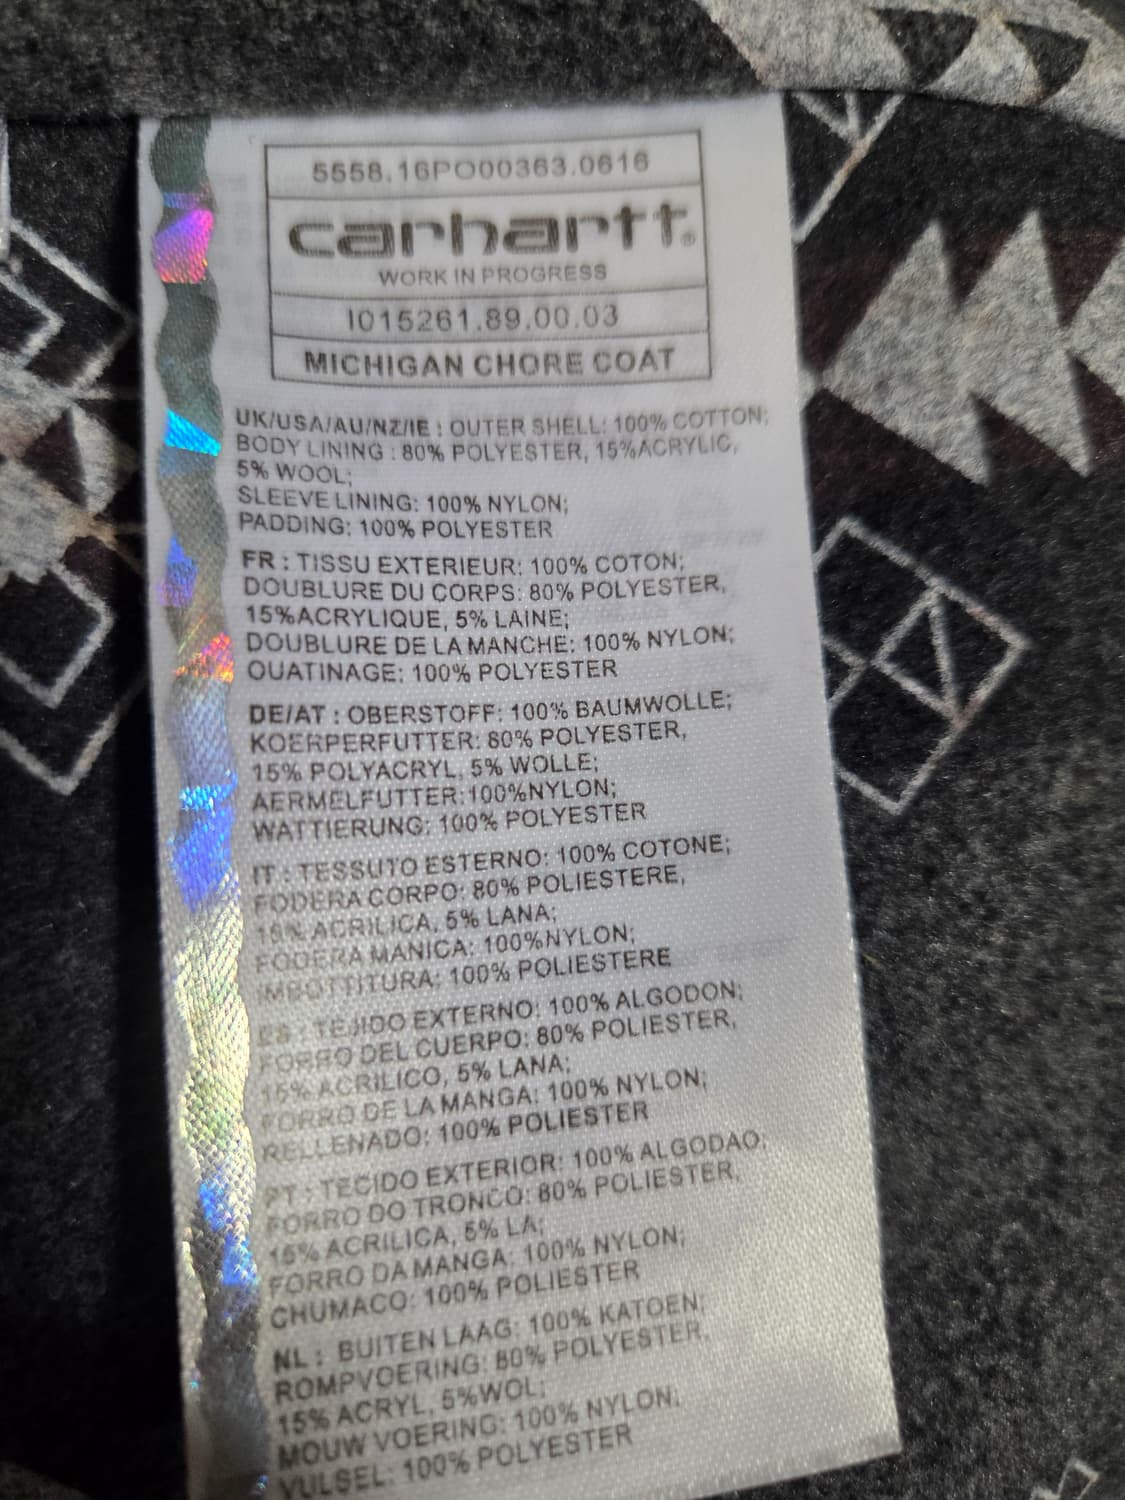 5558.16PO00363.0616
carhartt®
WORK IN PROGRESS
I015261.89.00.03
MICHIGAN CHORE COAT
UK/USA/AU/NZ/IE : OUTER SHELL: 100% COTTON;
BODY LINING : 80% POLYESTER, 15%ACRYLIC,
5% WOOL;
SLEEVE LINING: 100% NYLON;
PADDING: 100% POLYESTER
FR : TISSU EXTERIEUR: 100% COTON;
DOUBLURE DU CORPS: 80% POLYESTER,
15%ACRYLIQUE, 5% LAINE;
DOUBLURE DE LA MANCHE: 100% NYLON;
OUATINAGE: 100% POLYESTER
DE/AT : OBERSTOFF: 100% BAUMWOLLE;
KOERPERFUTTER: 80% POLYESTER,
15% POLYACRYL, 5% WOLLE;
AERMELFUTTER:100%NYLON;
WATTIERUNG: 100% POLYESTER
IT : TESSUTO ESTERNO: 100% COTONE;
FODERA CORPO: 80% POLIESTERE,
15% ACRILICA, 5% LANA;
FODERA MANICA: 100%NYLON;
IMBOTTITURA: 100% POLIESTERE
ES : TEJIDO EXTERNO: 100% ALGODON;
FORRO DEL CUERPO: 80% POLIESTER,
15% ACRILICO, 5% LANA;
FORRO DE LA MANGA: 100% NYLON;
RELLENADO: 100% POLIESTER
PT : TECIDO EXTERIOR: 100% ALGODAO;
FORRO DO TRONCO: 80% POLIESTER,
15% ACRILICA, 5% LA;
FORRO DA MANGA: 100% NYLON;
CHUMACO: 100% POLIESTER
NL : BUITEN LAAG: 100% KATOEN;
ROMPVOERING: 80% POLYESTER,
15% ACRYL, 5%WOL;
MOUW VOERING: 100% NYLON;
VULSEL: 100% POLYESTER